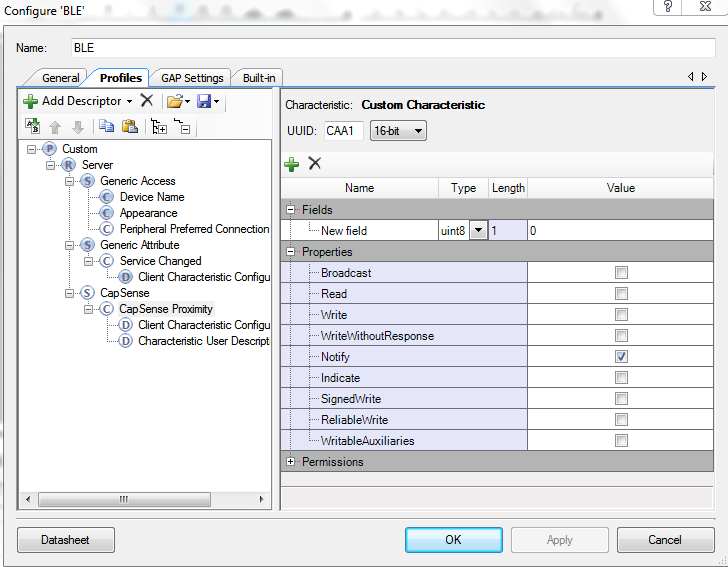 Configure 'BLE'
Name: BLE
General Profiles GAP Settings Built-in
Add Descriptor
Characteristic: Custom Characteristic
UUID: CAA1 16-bit
Custom
Server
Generic Access
Device Name
Appearance
Peripheral Preferred Connection
Generic Attribute
Service Changed
Client Characteristic Configu
CapSense
CapSense Proximity
Client Characteristic Configu
Characteristic User Descript
Name Type Length Value
Fields
New field uint8 1 0
Properties
Broadcast
Read
Write
WriteWithoutResponse
Notify
Indicate
SignedWrite
ReliableWrite
WritableAuxiliaries
Permissions
Datasheet OK Apply Cancel